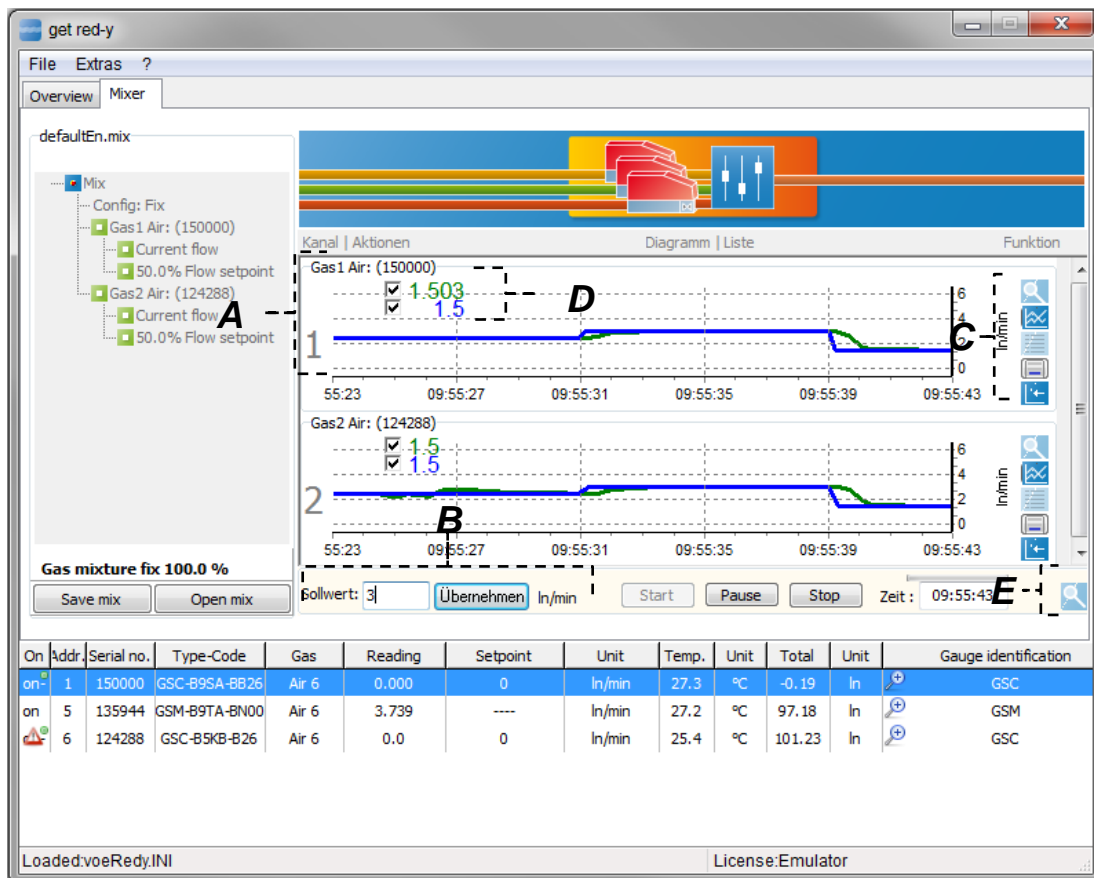 get red-y
File Extras ?
Overview Mixer
defaultEn.mix
Mix
Config: Fix
Gas1 Air: (150000)
Current flow
50.0% Flow setpoint
Gas2 Air: (124288)
Current flow
50.0% Flow setpoint
A
Gas mixture fix 100.0 %
Save mix Open mix
Kanal | Aktionen Diagramm | Liste Funktion
Gas1 Air: (150000)
1.503
1.5
D
1
6
4
2
0
ln/min
C
55:23 09:55:27 09:55:31 09:55:35 09:55:39 09:55:43
Gas2 Air: (124288)
1.5
1.5
2
6
4
2
0
ln/min
B
55:23 09:55:27 09:55:31 09:55:35 09:55:39 09:55:43
Sollwert: 3 Übernehmen ln/min Start Pause Stop Zeit : 09:55:43 E
On Addr. Serial no. Type-Code Gas Reading Setpoint Unit Temp. Unit Total Unit Gauge identification
on- 1 150000 GSC-B9SA-BB26 Air 6 0.000 0 ln/min 27.3 °C -0.19 ln GSC
on 5 135944 GSM-B9TA-BN00 Air 6 3.739 ---- ln/min 27.2 °C 97.18 ln GSM
6 124288 GSC-B5KB-B26 Air 6 0.0 0 ln/min 25.4 °C 101.23 ln GSC
Loaded:voeRedy.INI License:Emulator